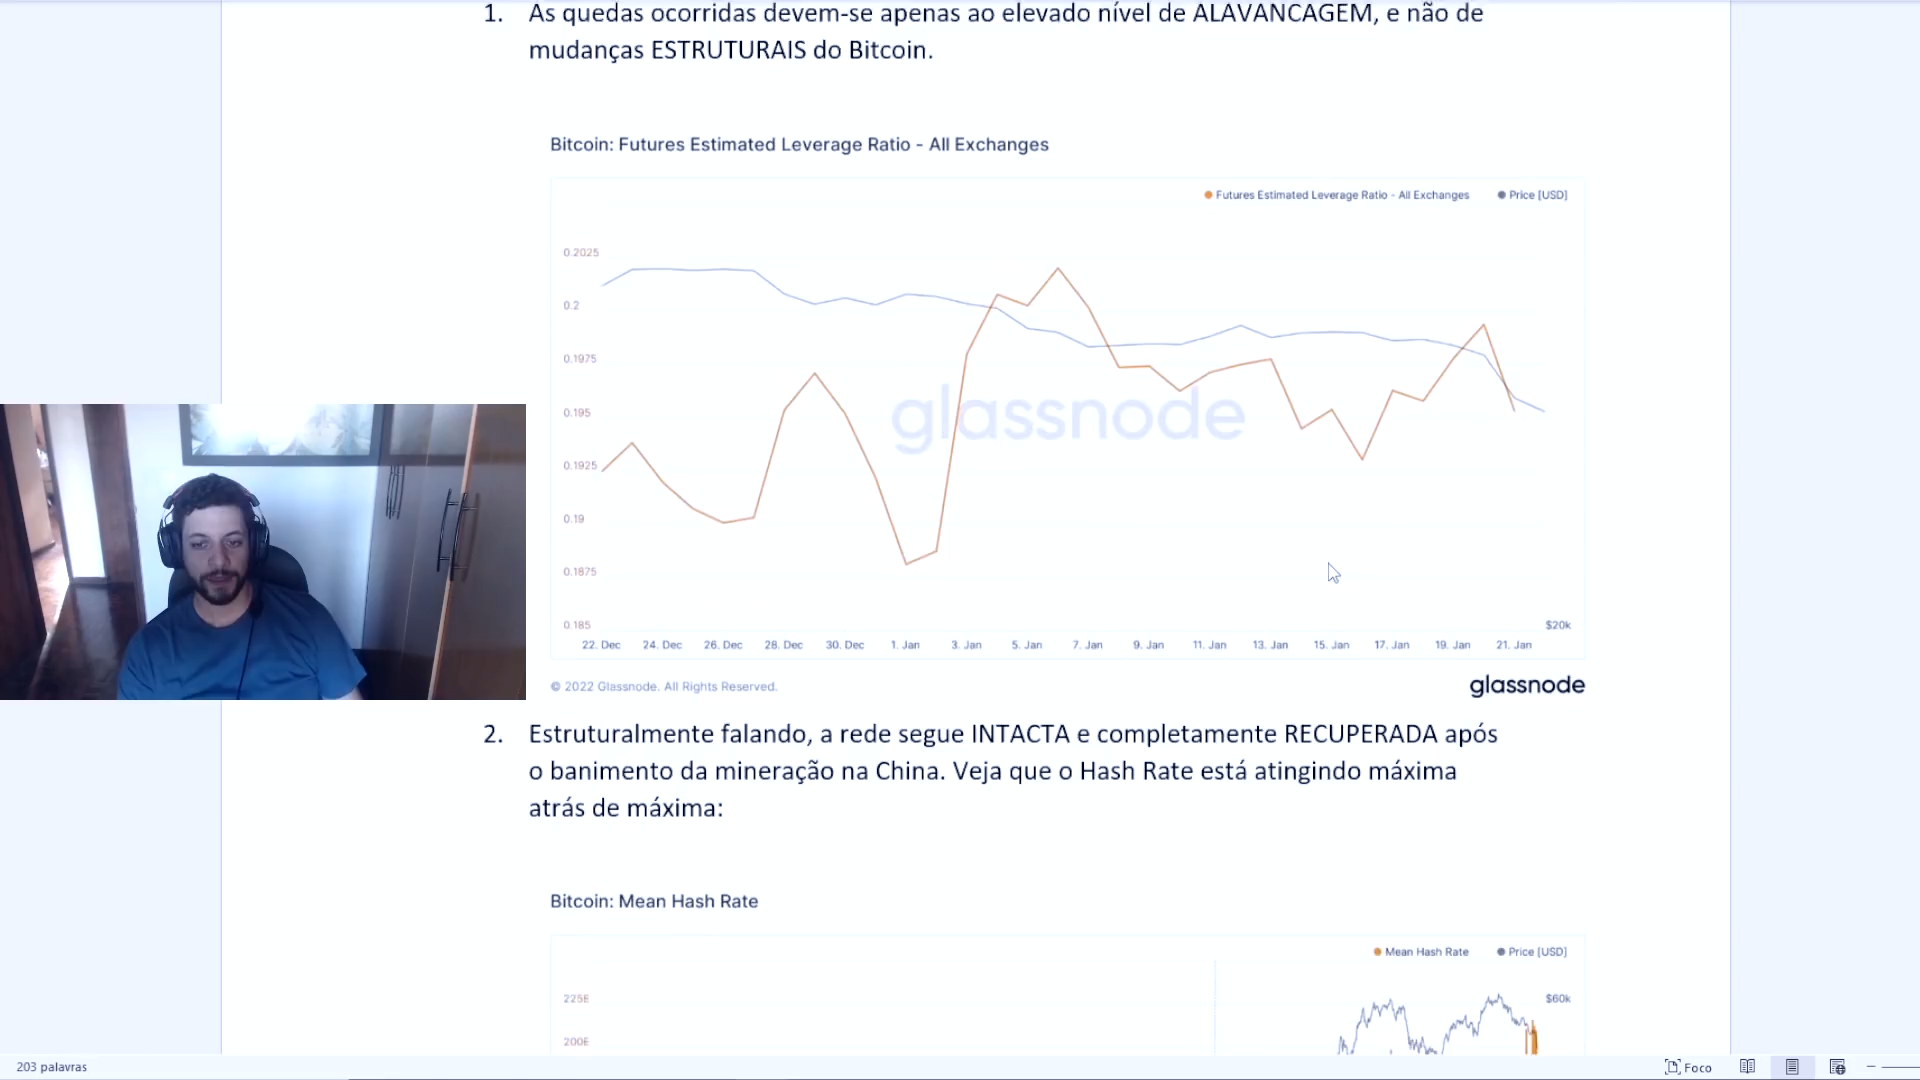 1. As quedas ocorridas devem-se apenas ao elevado nível de ALAVANCAGEM, e não de
mudanças ESTRUTURAIS do Bitcoin.
Bitcoin: Futures Estimated Leverage Ratio - All Exchanges
Futures Estimated Leverage Ratio - All Exchanges Price [USD]
0.2025
0.2
0.1975
0.195
0.1925
0.19
0.1875
0.185
$20k
glassnode
22. Dec 24. Dec 26. Dec 28. Dec 30. Dec 1. Jan 3. Jan 5. Jan 7. Jan 9. Jan 11. Jan 13. Jan 15. Jan 17. Jan 19. Jan 21. Jan
© 2022 Glassnode. All Rights Reserved.
glassnode
2. Estruturalmente falando, a rede segue INTACTA e completamente RECUPERADA após
o banimento da mineração na China. Veja que o Hash Rate está atingindo máxima
atrás de máxima:
Bitcoin: Mean Hash Rate
Mean Hash Rate Price [USD]
225E
$60k
200E
203 palavras
Foco